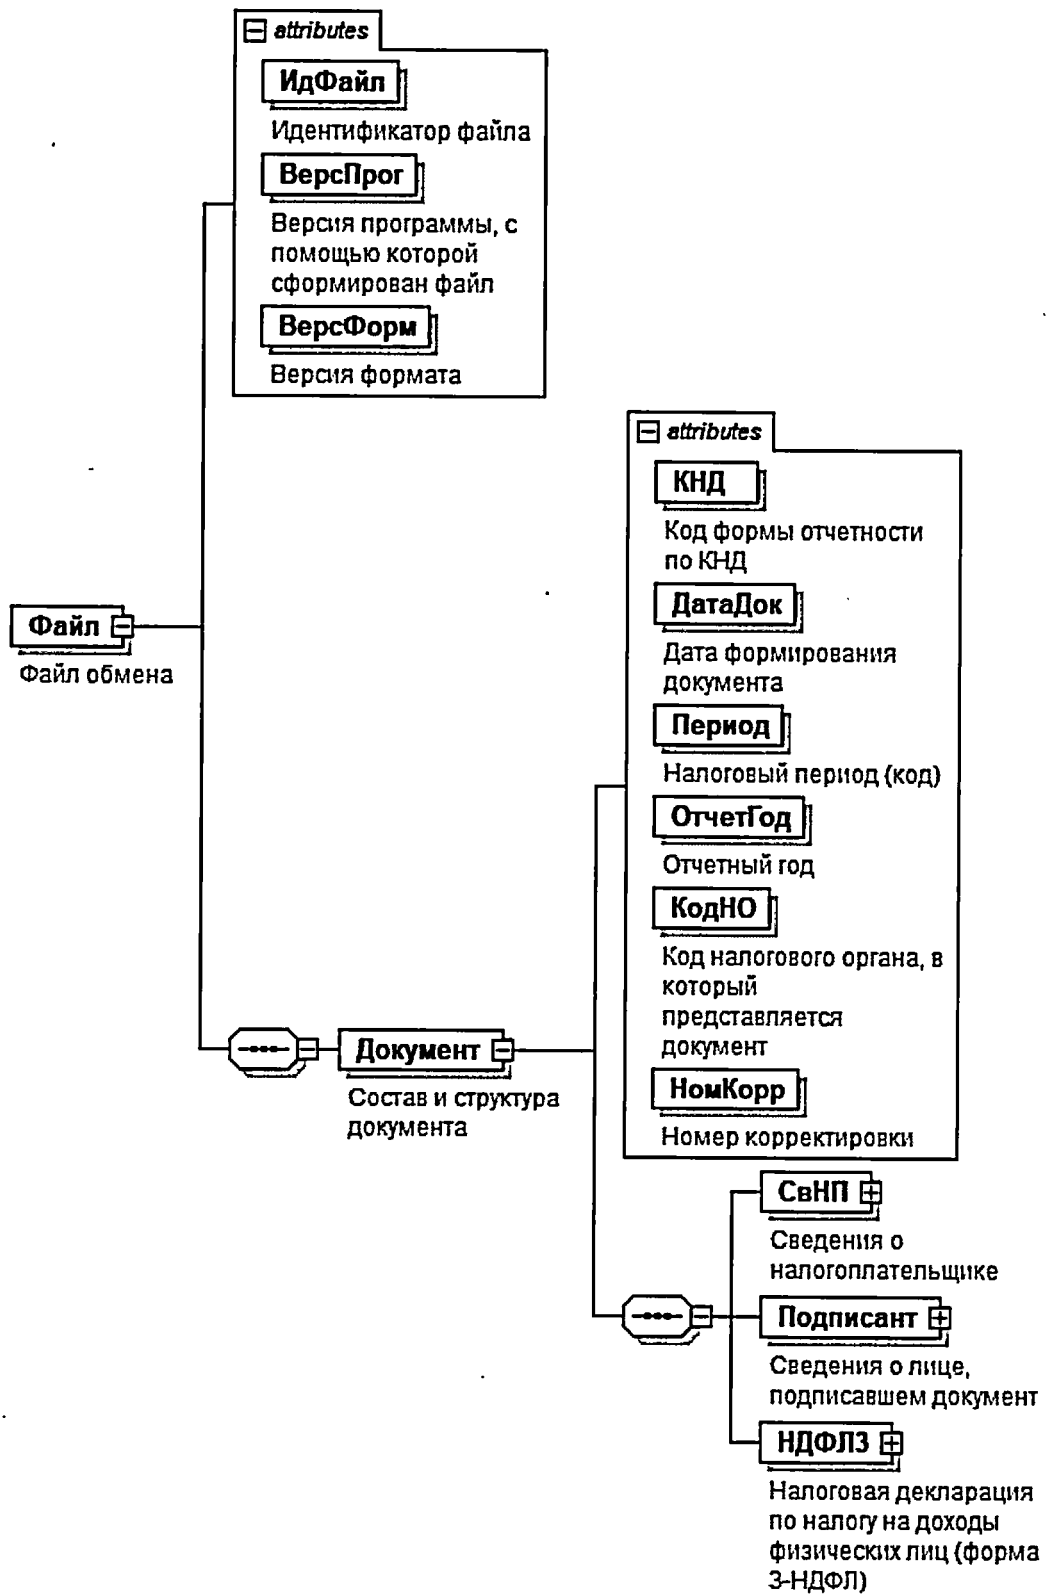 attributes
ИдФайл
Идентификатор файла
ВерсПрог
Версия программы, с
помощью которой
сформирован файл
ВерсФорм
Версия формата
Файл
Файл обмена
Документ
Состав и структура
документа
attributes
КНД
Код формы отчетности
по КНД
ДатаДок
Дата формирования
документа
Период
Налоговый период (код)
ОтчетГод
Отчетный год
КодНО
Код налогового органа, в
который
представляется
документ
НомКорр
Номер корректировки
СвНП
Сведения о
налогоплательщике
Подписант
Сведения о лице,
подписавшем документ
НДФЛ3
Налоговая декларация
по налогу на доходы
физических лиц (форма
3-НДФЛ)